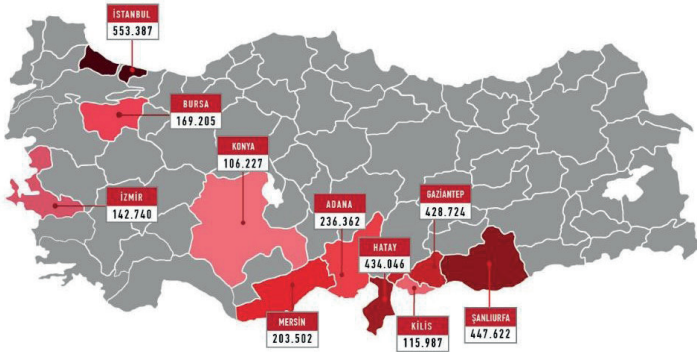 İSTANBUL
553.387
BURSA
169.205
KONYA
106.227
İZMİR
142.740
ADANA
236.362
GAZİANTEP
428.724
HATAY
434.046
MERSİN
203.502
KİLİS
115.987
ŞANLIURFA
447.622